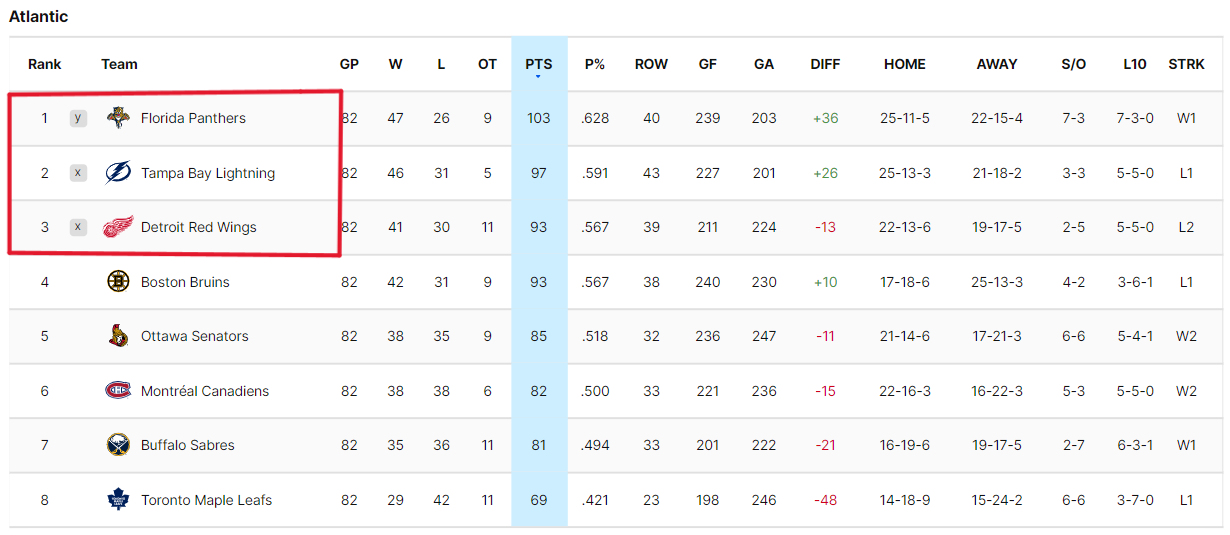 Atlantic
Rank Team GP W L OT PTS P% ROW GF GA DIFF HOME AWAY S/O L10 STRK
1 y Florida Panthers 82 47 26 9 103 .628 40 239 203 +36 25-11-5 22-15-4 7-3 7-3-0 W1
2 x Tampa Bay Lightning 82 46 31 5 97 .591 43 227 201 +26 25-13-3 21-18-2 3-3 5-5-0 L1
3 x Detroit Red Wings 82 41 30 11 93 .567 39 211 224 -13 22-13-6 19-17-5 2-5 5-5-0 L2
4 Boston Bruins 82 42 31 9 93 .567 38 240 230 +10 17-18-6 25-13-3 4-2 3-6-1 L1
5 Ottawa Senators 82 38 35 9 85 .518 32 236 247 -11 21-14-6 17-21-3 6-6 5-4-1 W2
6 Montréal Canadiens 82 38 38 6 82 .500 33 221 236 -15 22-16-3 16-22-3 5-3 5-5-0 W2
7 Buffalo Sabres 82 35 36 11 81 .494 33 201 222 -21 16-19-6 19-17-5 2-7 6-3-1 W1
8 Toronto Maple Leafs 82 29 42 11 69 .421 23 198 246 -48 14-18-9 15-24-2 6-6 3-7-0 L1